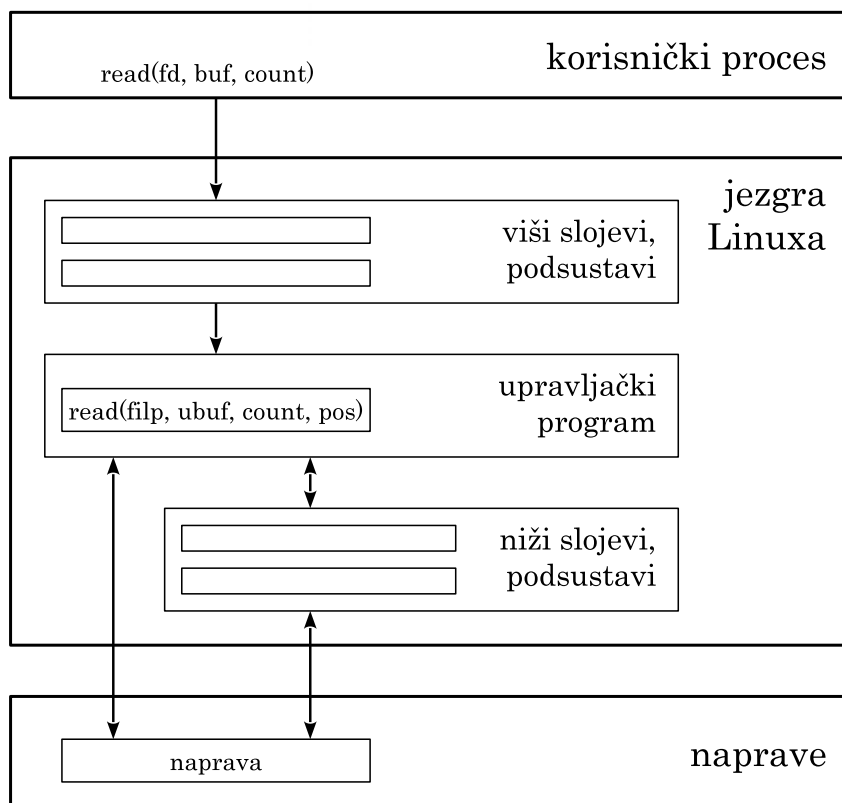 korisnički proces
read(fd, buf, count)
jezgra
Linuxa
viši slojevi,
podsustavi
upravljački
program
read(filp, ubuf, count, pos)
niži slojevi,
podsustavi
naprave
naprava